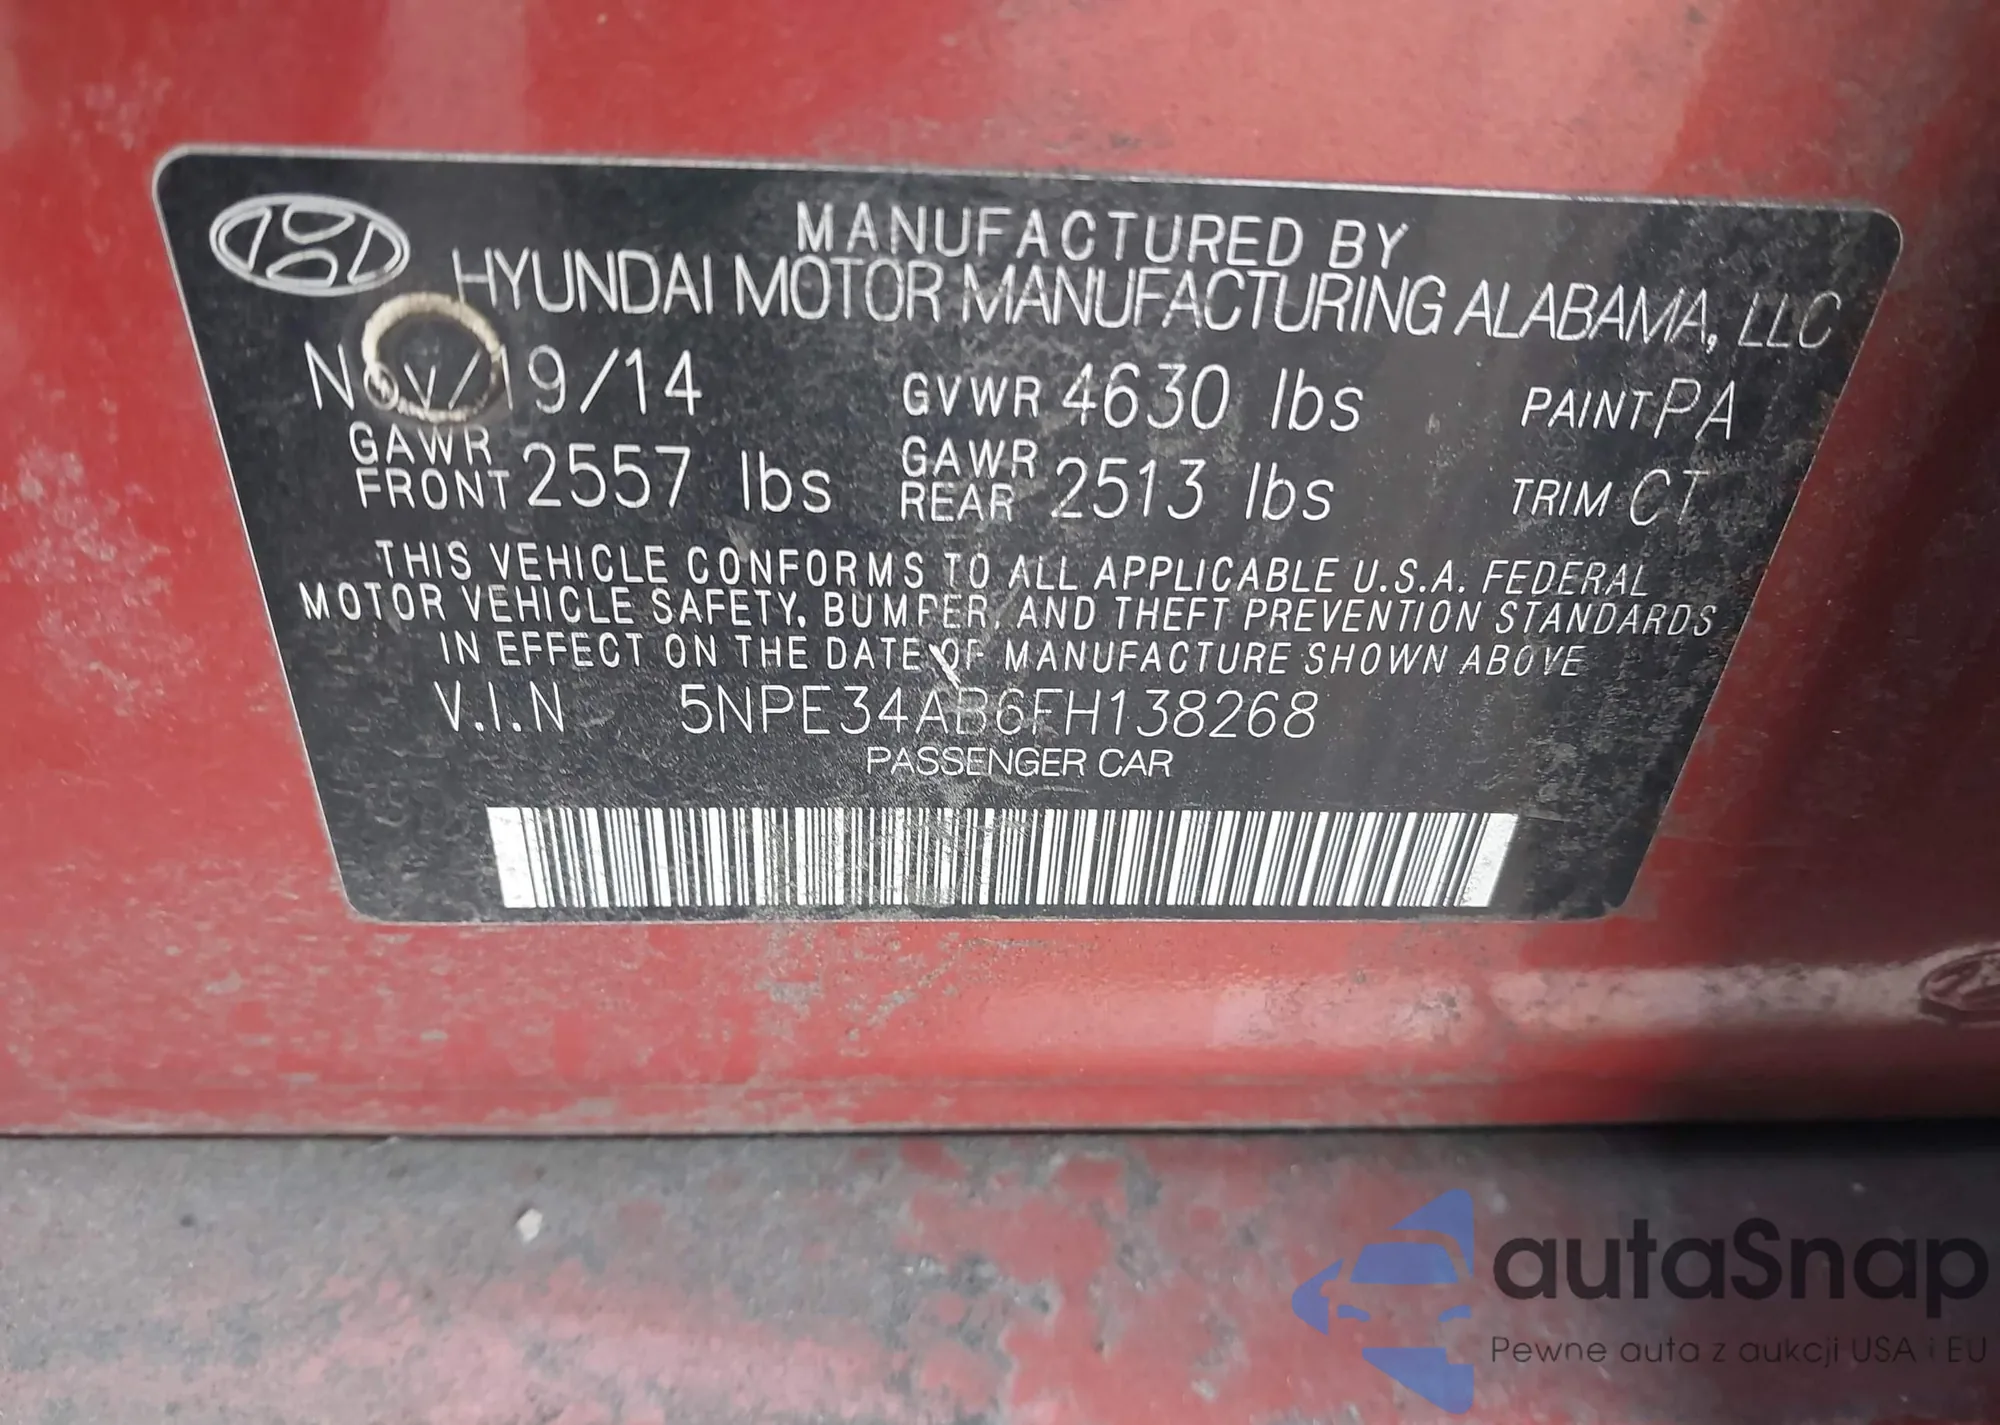 MANUFACTURED BY
HYUNDAI MOTOR MANUFACTURING ALABAMA, LLC
Nov/19/14 GVWR 4630 lbs PAINT PA
GAWR FRONT 2557 lbs GAWR REAR 2513 lbs TRIM CT
THIS VEHICLE CONFORMS TO ALL APPLICABLE U.S.A. FEDERAL
MOTOR VEHICLE SAFETY, BUMPER, AND THEFT PREVENTION STANDARDS
IN EFFECT ON THE DATE OF MANUFACTURE SHOWN ABOVE
V.I.N 5NPE34AB6FH138268
PASSENGER CAR
autaSnap
Pewne auta z aukcji USA i EU